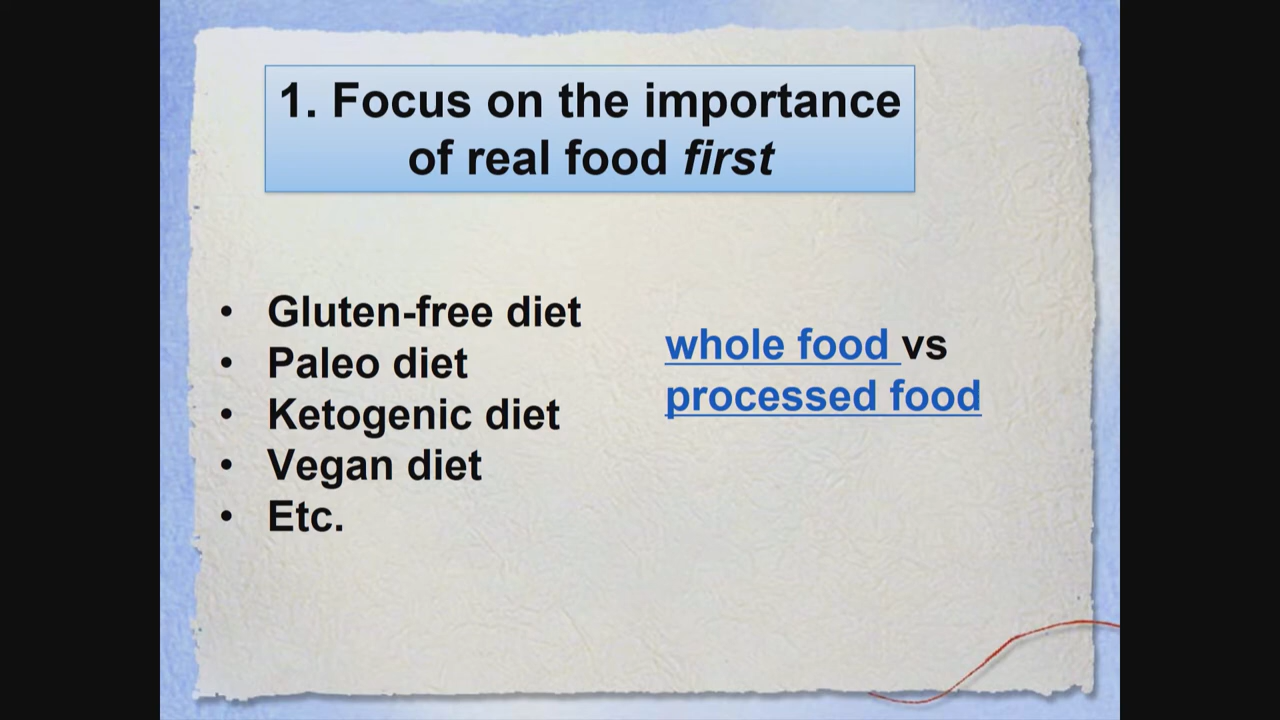 1. Focus on the importance
of real food first
• Gluten-free diet
• Paleo diet
• Ketogenic diet
• Vegan diet
• Etc.
whole food vs
processed food